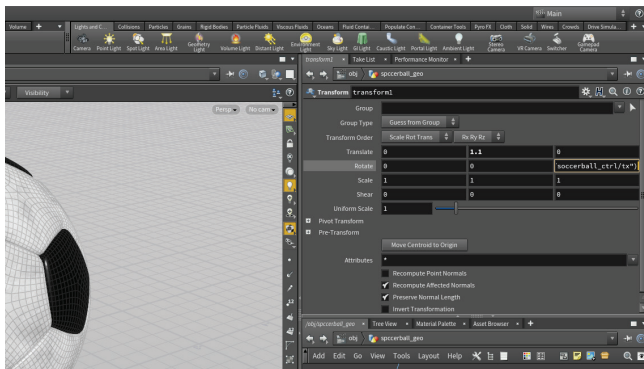 Main
Volume Lights and C... Collisions Particles Grains Rigid Bodies Particle Fluids Viscous Fluids Oceans Fluid Contai... Populate Con... Container Tools Pyro FX Cloth Solid Wires Crowds Drive Simula...
Camera Point Light Spot Light Area Light Geometry Light Volume Light Distant Light Environment Light Sky Light GI Light Caustic Light Portal Light Ambient Light Stereo Camera VR Camera Switcher Gamepad Camera
transform1 Take List Performance Monitor
obj spccerball_geo
Visibility
Transform transform1
Persp No cam
Group
Group Type Guess from Group
Transform Order Scale Rot Trans Rx Ry Rz
Translate 0 1.1 0
Rotate 0 0 soccerball_ctrl/tx")
Scale 1 1 1
Shear 0 0 0
Uniform Scale 1
Pivot Transform
Pre-Transform
Move Centroid to Origin
Attributes *
Recompute Point Normals
Recompute Affected Normals
Preserve Normal Length
Invert Transformation
/obj/spccerball_geo Tree View Material Palette Asset Browser
obj spccerball_geo
Add Edit Go View Tools Layout Help